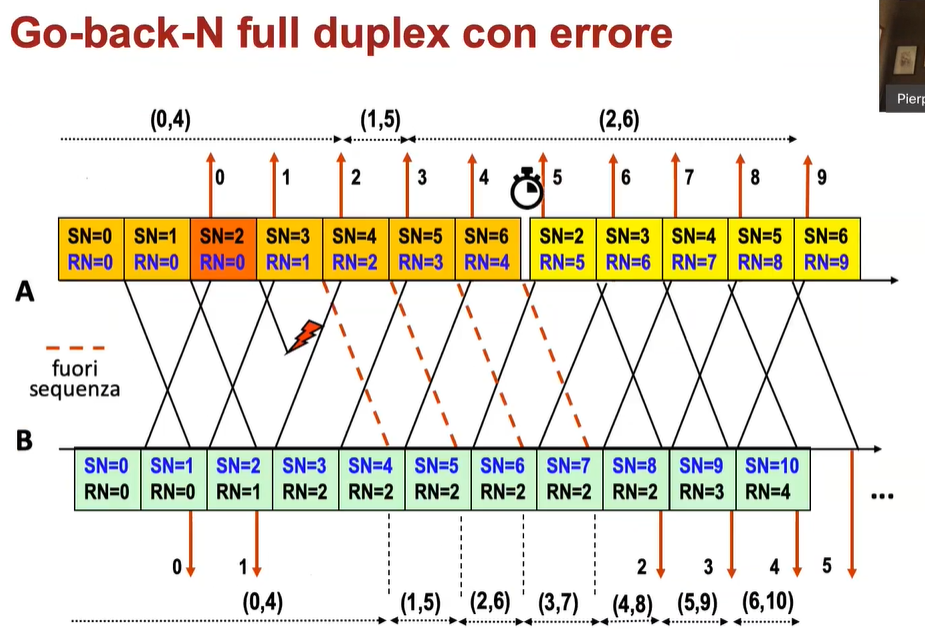 Go-back-N full duplex con errore
Pierp
(0,4) (1,5) (2,6)
0 1 2 3 4 5 6 7 8 9
SN=0 SN=1 SN=2 SN=3 SN=4 SN=5 SN=6 SN=2 SN=3 SN=4 SN=5 SN=6
RN=0 RN=0 RN=0 RN=1 RN=2 RN=3 RN=4 RN=5 RN=6 RN=7 RN=8 RN=9
A
fuori
sequenza
B
SN=0 SN=1 SN=2 SN=3 SN=4 SN=5 SN=6 SN=7 SN=8 SN=9 SN=10
RN=0 RN=0 RN=1 RN=2 RN=2 RN=2 RN=2 RN=2 RN=2 RN=3 RN=4
...
0 1 2 3 4 5
(0,4) (1,5) (2,6) (3,7) (4,8) (5,9) (6,10)